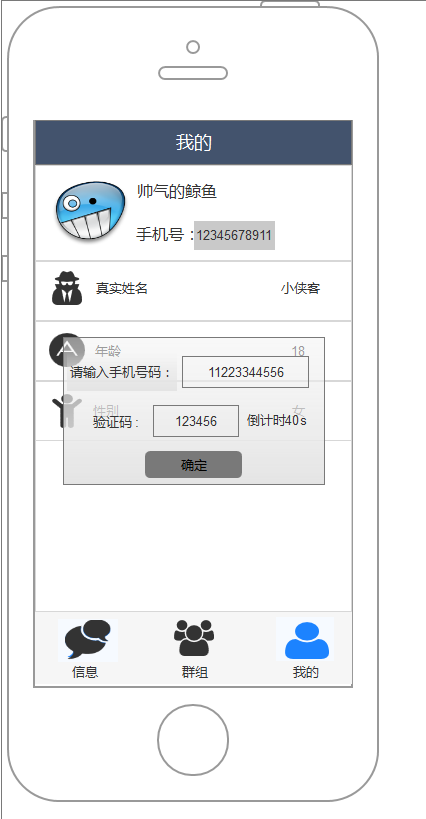 我的
帅气的鲸鱼
手机号：12345678911
真实姓名 小侠客
年龄 18
请输入手机号码： 11223344556
性别 女
验证码： 123456 倒计时40s
确定
信息 群组 我的